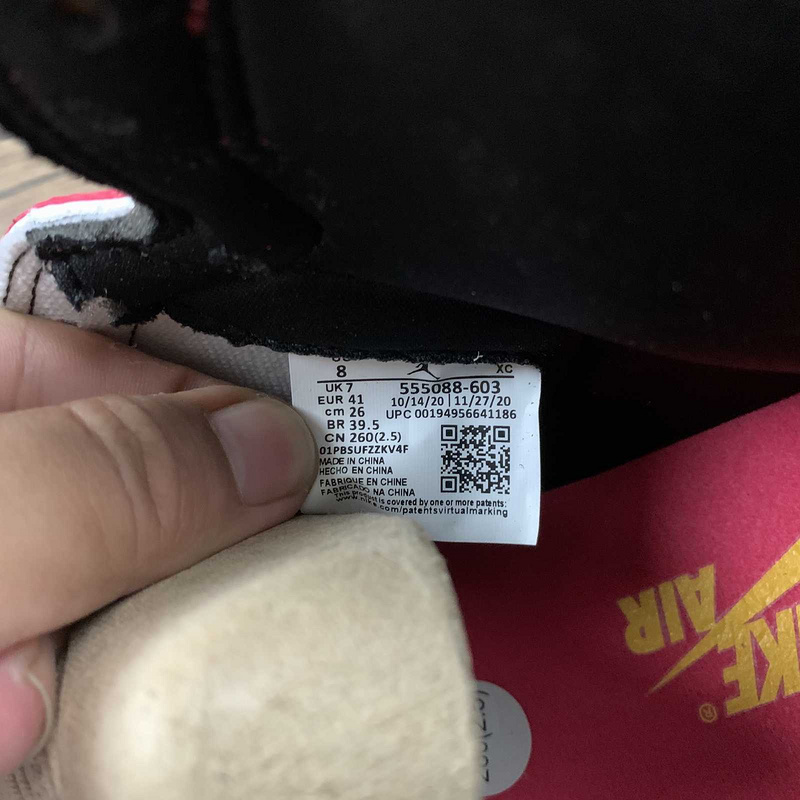 8 XC
UK 7 555088-603
EUR 41 10/14/20 | 11/27/20
cm 26 UPC 00194956641186
BR 39.5
CN 260(2.5)
01PBSUFZZKV4F
MADE IN CHINA
HECHO EN CHINA
FABRIQUE EN CHINE
FABRICADO NA CHINA
This product is covered by one or more patents:
www.nike.com/patentsvirtualmarking
AIR
®